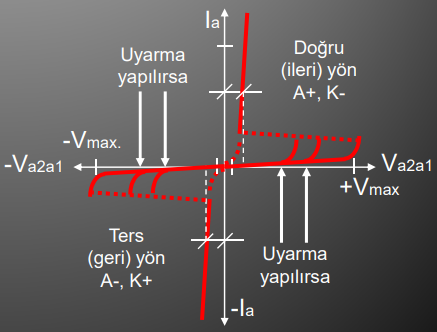 Ia
Uyarma
yapılırsa
Doğru
(ileri) yön
A+, K-
-Vmax.
-Va2a1
Va2a1
+Vmax
Ters
(geri) yön
A-, K+
Uyarma
yapılırsa
-Ia